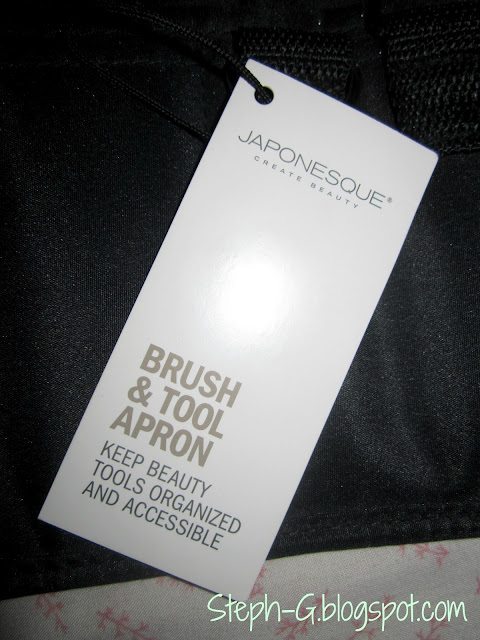 JAPONESQUE®
CREATE BEAUTY
BRUSH
& TOOL
APRON
KEEP BEAUTY
TOOLS ORGANIZED
AND ACCESSIBLE
Steph-G.blogspot.com